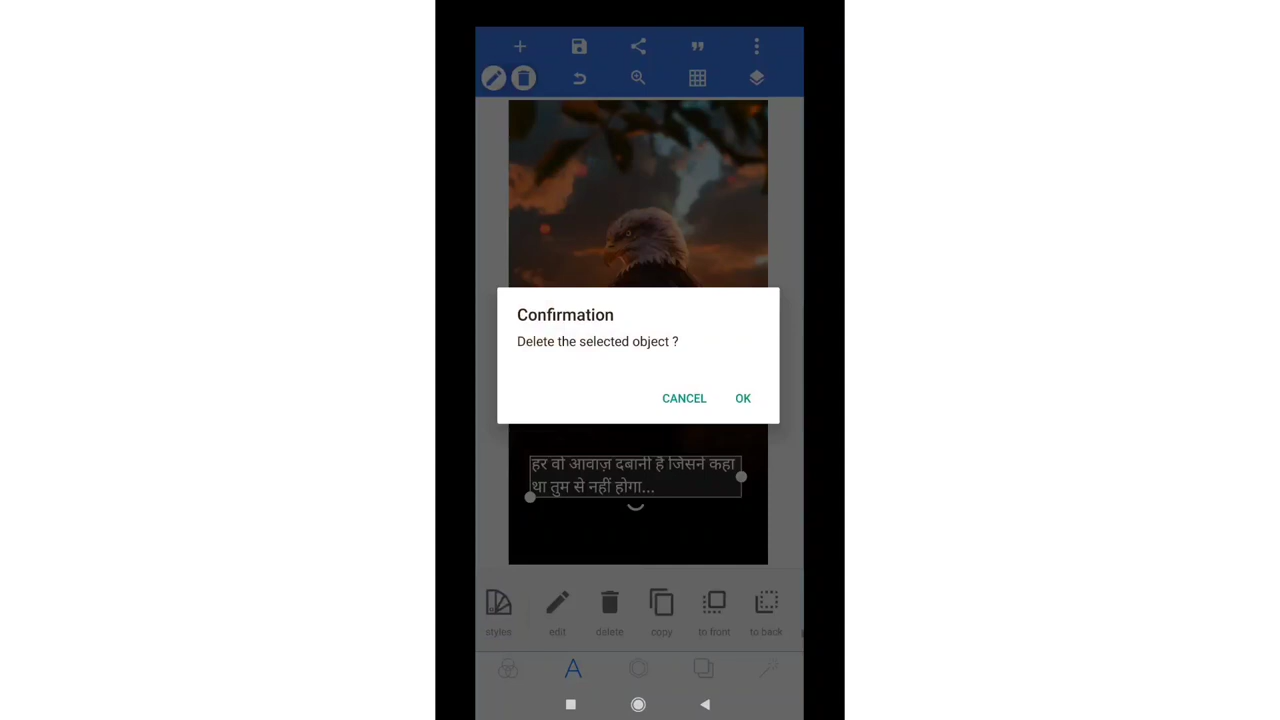 Confirmation
Delete the selected object ?
CANCEL OK
हर वो आवाज़ दबानी है जिसने कहा
था तुम से नहीं होगा...
styles edit delete copy to front to back